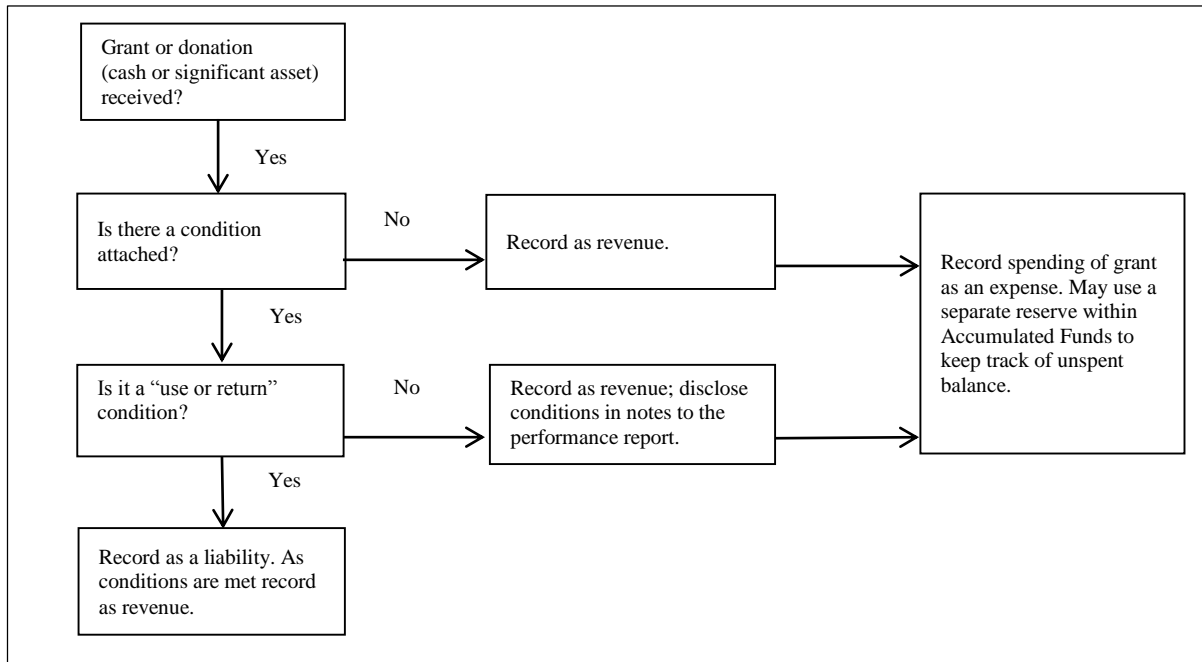 Grant or donation
(cash or significant asset)
received?
Yes
Is there a condition
attached?
No
Record as revenue.
Record spending of grant
as an expense. May use a
separate reserve within
Accumulated Funds to
keep track of unspent
balance.
Yes
Is it a “use or return”
condition?
No
Record as revenue; disclose
conditions in notes to the
performance report.
Yes
Record as a liability. As
conditions are met record
as revenue.